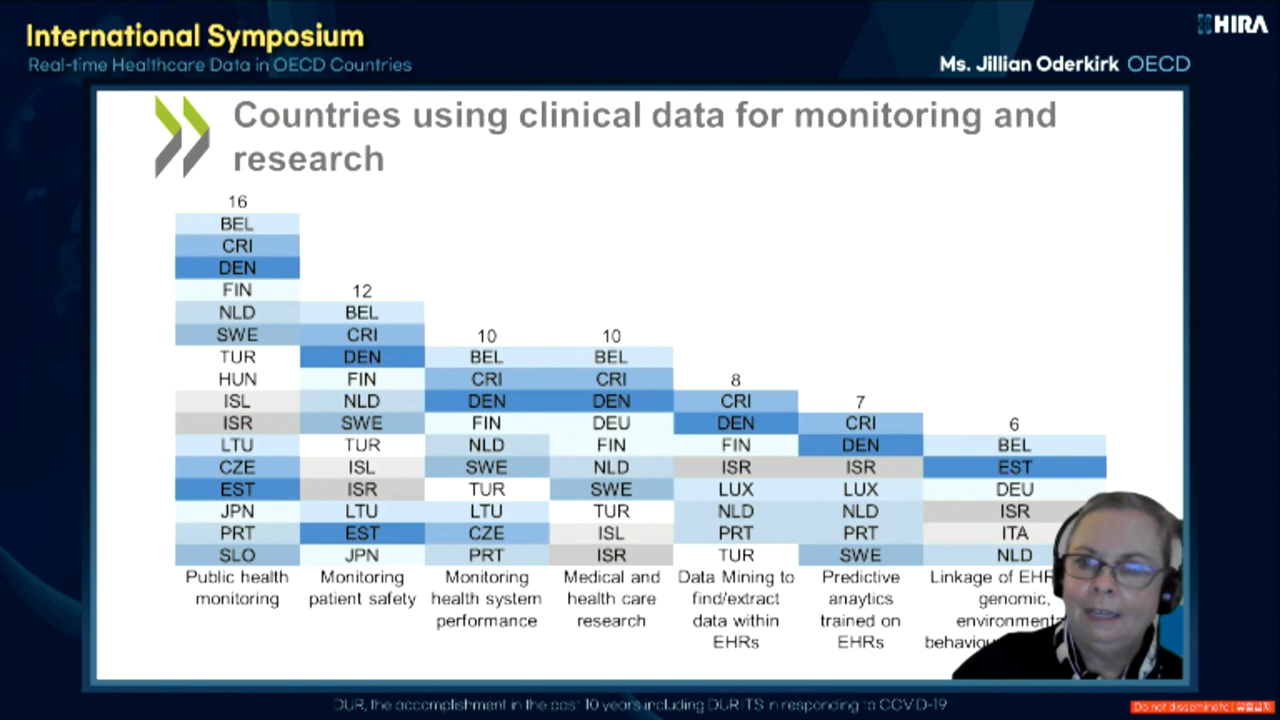 International Symposium
Real-time Healthcare Data in OECD Countries
HIRA
Ms. Jillian Oderkirk OECD
Countries using clinical data for monitoring and
research
16
BEL
CRI
DEN
FIN
NLD
SWE
TUR
HUN
ISL
ISR
LTU
CZE
EST
JPN
PRT
SLO
Public health
monitoring
12
BEL
CRI
DEN
FIN
NLD
SWE
TUR
ISL
ISR
LTU
EST
JPN
Monitoring
patient safety
10
BEL
CRI
DEN
FIN
NLD
SWE
TUR
LTU
CZE
PRT
Monitoring
health system
performance
10
BEL
CRI
DEN
DEU
FIN
NLD
SWE
TUR
ISL
ISR
Medical and
health care
research
8
CRI
DEN
FIN
ISR
LUX
NLD
PRT
TUR
Data Mining to
find/extract
data within
EHRs
7
CRI
DEN
ISR
LUX
NLD
PRT
SWE
Predictive
anaytics
trained on
EHRs
6
BEL
EST
DEU
ISR
ITA
NLD
Linkage of EHR
genomic,
environmenta
behaviou
DUR, the accomplishment in the past 10 years including DUR ITS in responding to COVID-19
Do not disseminate